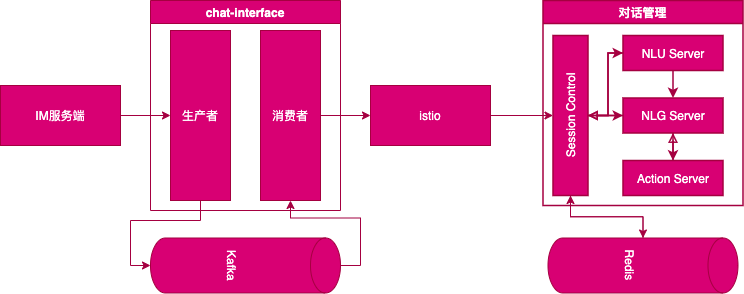 chat-interface
对话管理
IM服务端
生产者
消费者
istio
Session Control
NLU Server
NLG Server
Action Server
Kafka
Redis